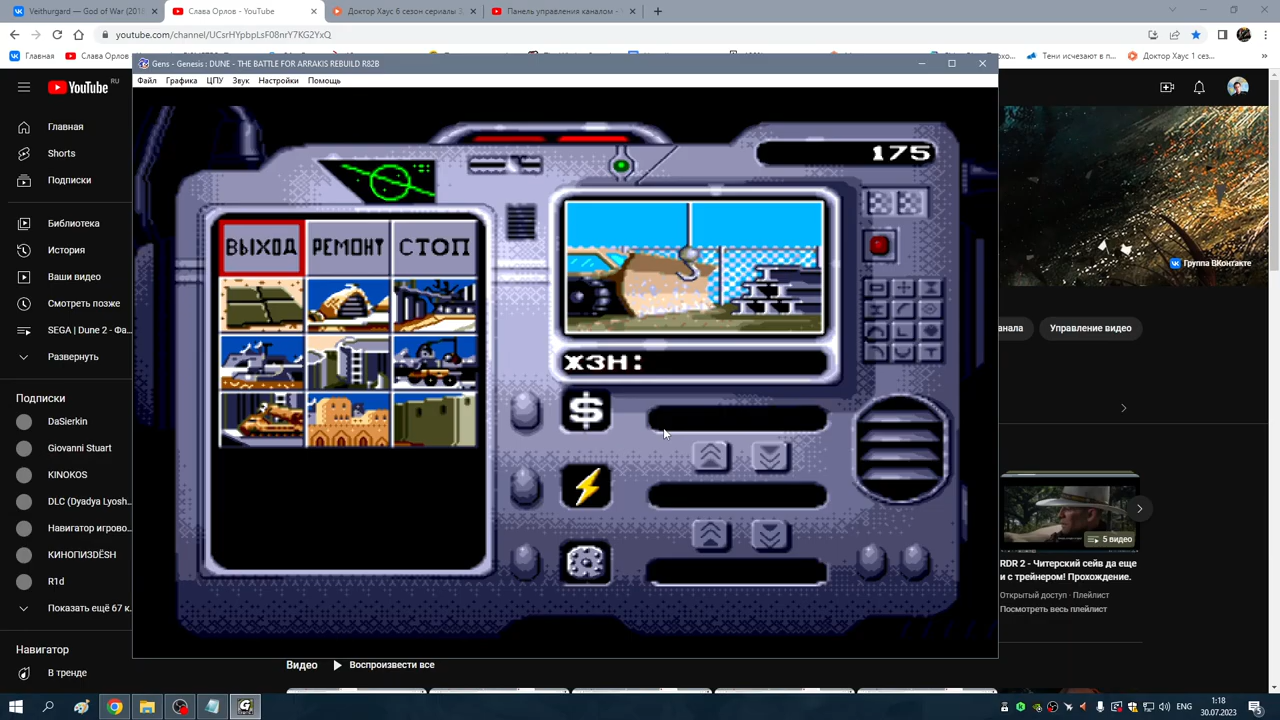 Veithurgard — God of War (2018
Слава Орлов - YouTube
Доктор Хаус 6 сезон сериалы З
Панель управления каналом - Y
youtube.com/channel/UCsrHYpbpLsF08nrY7KG2YxQ
Главная
Слава Орлов
Тени исчезают в п...
Доктор Хаус 1 сез...
Gens - Genesis : DUNE - THE BATTLE FOR ARRAKIS REBUILD R82B
Файл Графика ЦПУ Звук Настройки Помощь
YouTube RU
Главная
Shorts
Подписки
Библиотека
История
Ваши видео
Смотреть позже
SEGA | Dune 2 - Фа...
Развернуть
Подписки
DaSierkin
Giovanni Stuart
KINOKOS
DLC (Dyadya Lyosh...
Навигатор игрово...
КИНОПИЗДЁSH
R1d
Показать ещё 67 к.
Навигатор
В тренде
175
ВЫХОД РЕМОНТ СТОП
ХЗН:
$
Группа ВКонтакте
анала
Управление видео
5 видео
RDR 2 - Читерский сейв да еще
и с трейнером! Прохождение.
Открытый доступ · Плейлист
Посмотреть весь плейлист
Видео
Воспроизвести все
ENG
1:18
30.07.2023